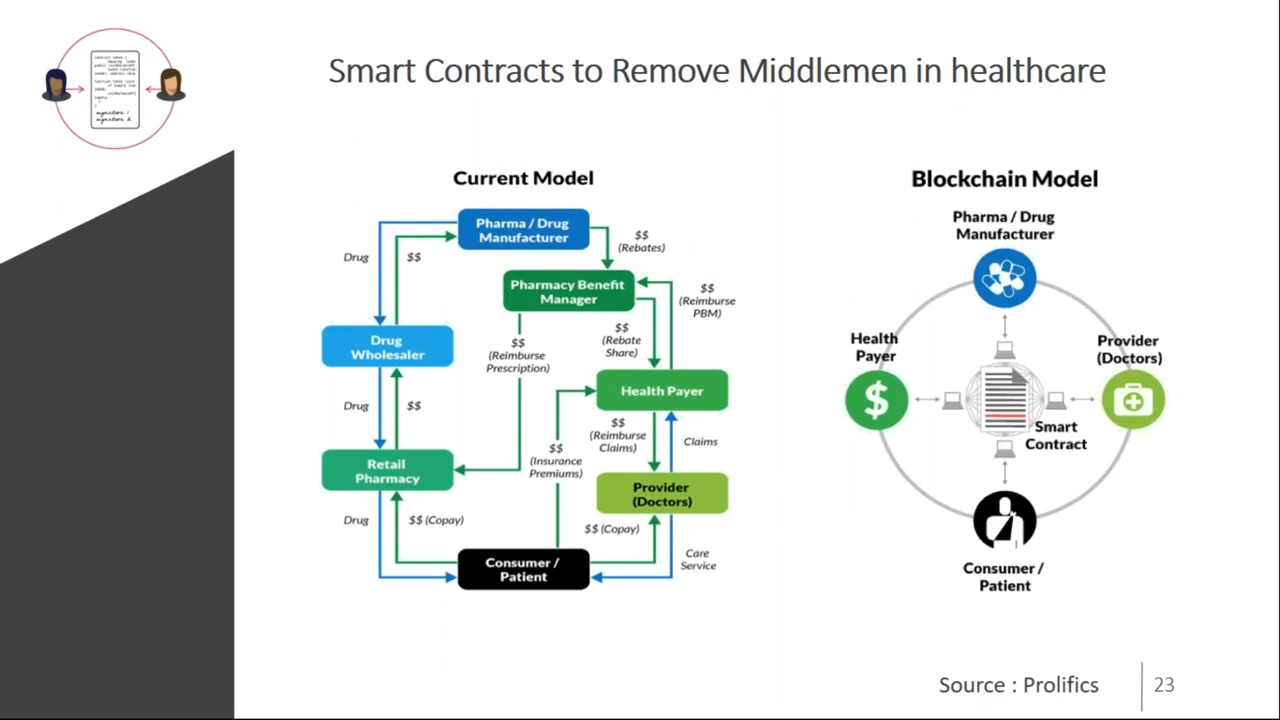 Smart Contracts to Remove Middlemen in healthcare
Current Model
Pharma / Drug
Manufacturer
Drug
$$
$$
(Rebates)
Pharmacy Benefit
Manager
$$
(Reimburse
PBM)
Drug
Wholesaler
$$
(Reimburse
Prescription)
$$
(Rebate
Share)
Health Payer
Drug
$$
$$
(Insurance
Premiums)
$$
(Reimburse
Claims)
Claims
Retail
Pharmacy
Provider
(Doctors)
Drug
$$ (Copay)
$$ (Copay)
Care
Service
Consumer /
Patient
Blockchain Model
Pharma / Drug
Manufacturer
Health
Payer
$
Provider
(Doctors)
Smart
Contract
Consumer /
Patient
Source : Prolifics
23